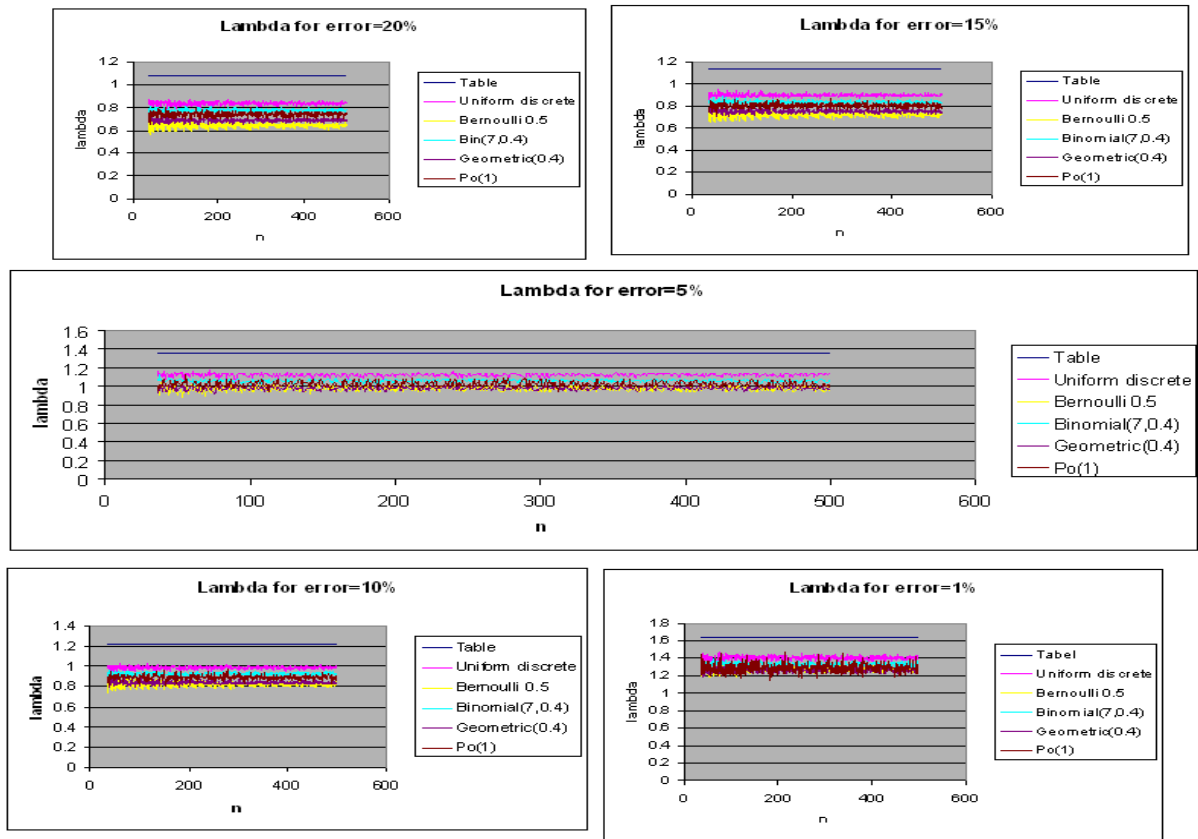 Lambda for error=20%
1.2
1
0.8
0.6
0.4
0.2
0
lambda
0
200
400
600
n
Table
Uniform discrete
Bernoulli 0.5
Bin(7,0.4)
Geometric(0.4)
Po(1)
Lambda for error=15%
1.2
1
0.8
0.6
0.4
0.2
0
lambda
0
200
400
600
n
Table
Uniform discrete
Bernoulli 0.5
Binomial(7,0.4)
Geometric(0.4)
Po(1)
Lambda for error=5%
1.6
1.4
1.2
1
0.8
0.6
0.4
0.2
0
lambda
0
100
200
300
400
500
600
n
Table
Uniform discrete
Bernoulli 0.5
Binomial(7,0.4)
Geometric(0.4)
Po(1)
Lambda for error=10%
1.4
1.2
1
0.8
0.6
0.4
0.2
0
lambda
0
200
400
600
n
Table
Uniform discrete
Bernoulli 0.5
Binomial(7,0.4)
Geometric(0.4)
Po(1)
Lambda for error=1%
1.8
1.6
1.4
1.2
1
0.8
0.6
0.4
0.2
0
lambda
0
200
400
600
n
Tabel
Uniform discrete
Bernoulli 0.5
Binomial(7,0.4)
Geometric(0.4)
Po(1)